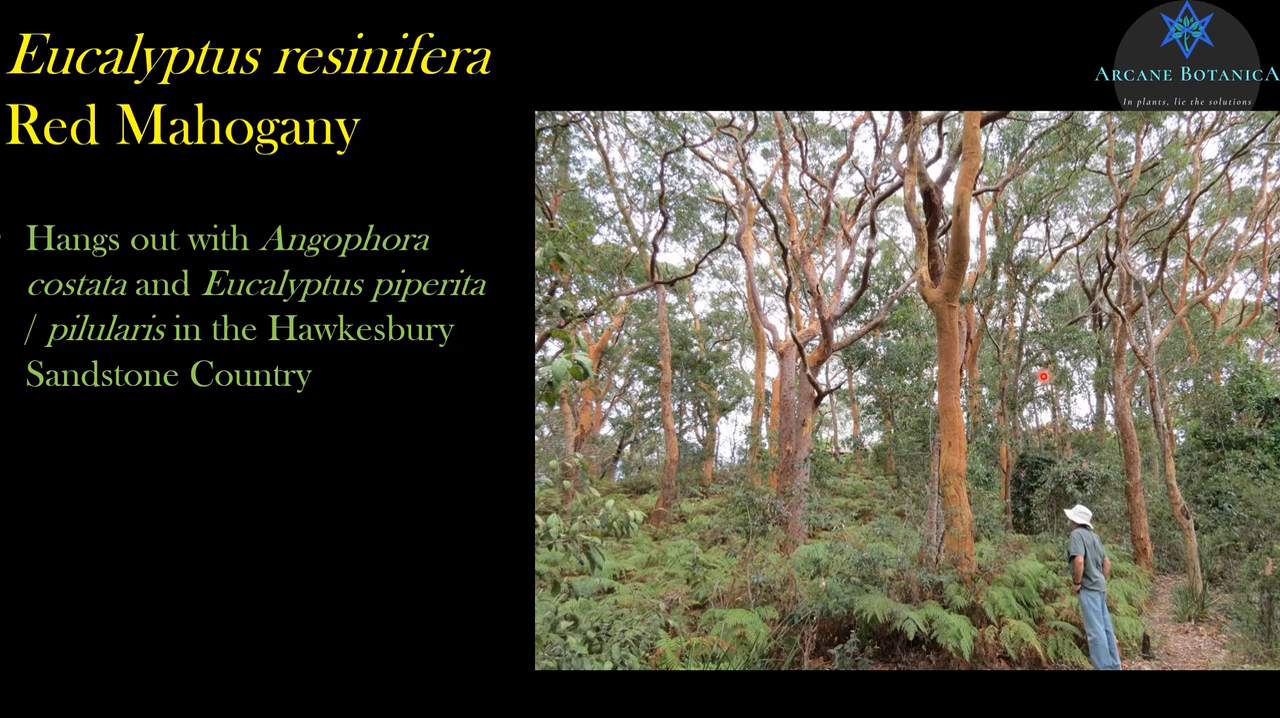 Eucalyptus resinifera
Red Mahogany
Hangs out with Angophora
costata and Eucalyptus piperita
/ pilularis in the Hawkesbury
Sandstone Country
ARCANE BOTANICA
In plants, lie the solutions